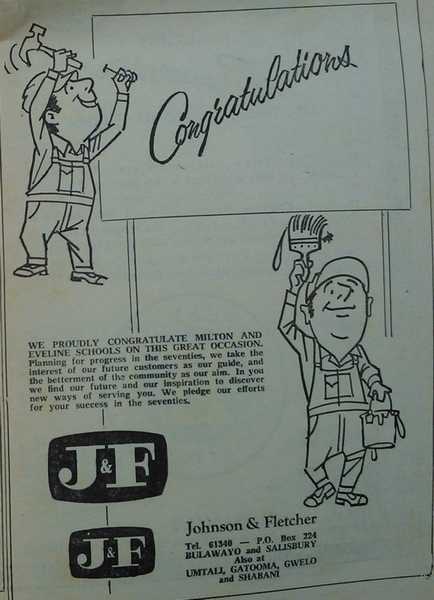 Congratulations
WE PROUDLY CONGRATULATE MILTON AND
EVELINE SCHOOLS ON THIS GREAT OCCASION.
Planning for progress in the seventies, we take the
interest of our future customers as our guide, and
the betterment of the community as our aim. In you
we find our future and our inspiration to discover
new ways of serving you. We pledge our efforts
for your success in the seventies.
J&F
J&F
Johnson & Fletcher
Tel. 61340 — P.O. Box 224
BULAWAYO and SALISBURY
Also at
UMTALI, GATOOMA, GWELO
and SHABANI